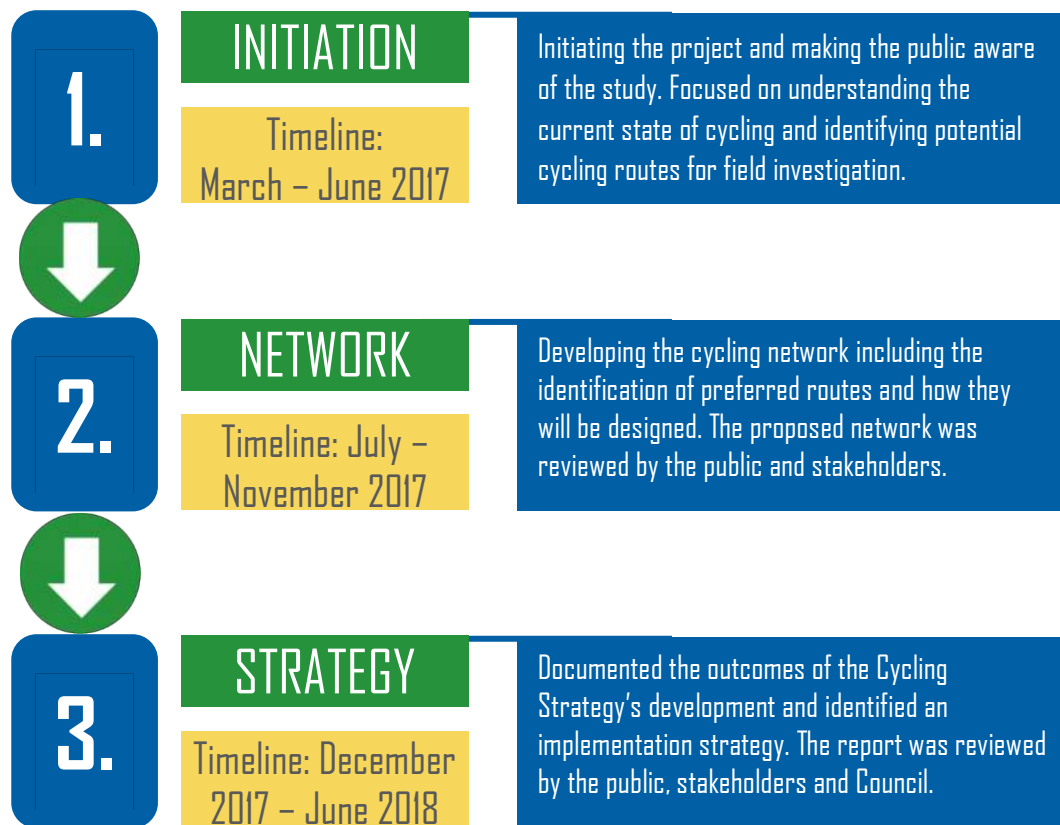 1.
INITIATION
Timeline:
March – June 2017
Initiating the project and making the public aware
of the study. Focused on understanding the
current state of cycling and identifying potential
cycling routes for field investigation.
2.
NETWORK
Timeline: July –
November 2017
Developing the cycling network including the
identification of preferred routes and how they
will be designed. The proposed network was
reviewed by the public and stakeholders.
3.
STRATEGY
Timeline: December
2017 – June 2018
Documented the outcomes of the Cycling
Strategy's development and identified an
implementation strategy. The report was reviewed
by the public, stakeholders and Council.